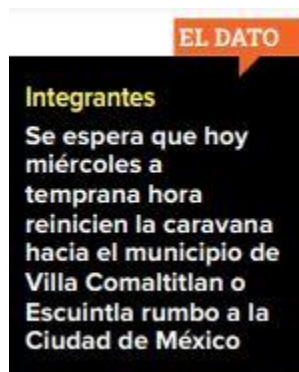 EL DATO
Integrantes
Se espera que hoy
miércoles a
temprana hora
reinicien la caravana
hacia el municipio de
Villa Comaltitlan o
Escuintla rumbo a la
Ciudad de México